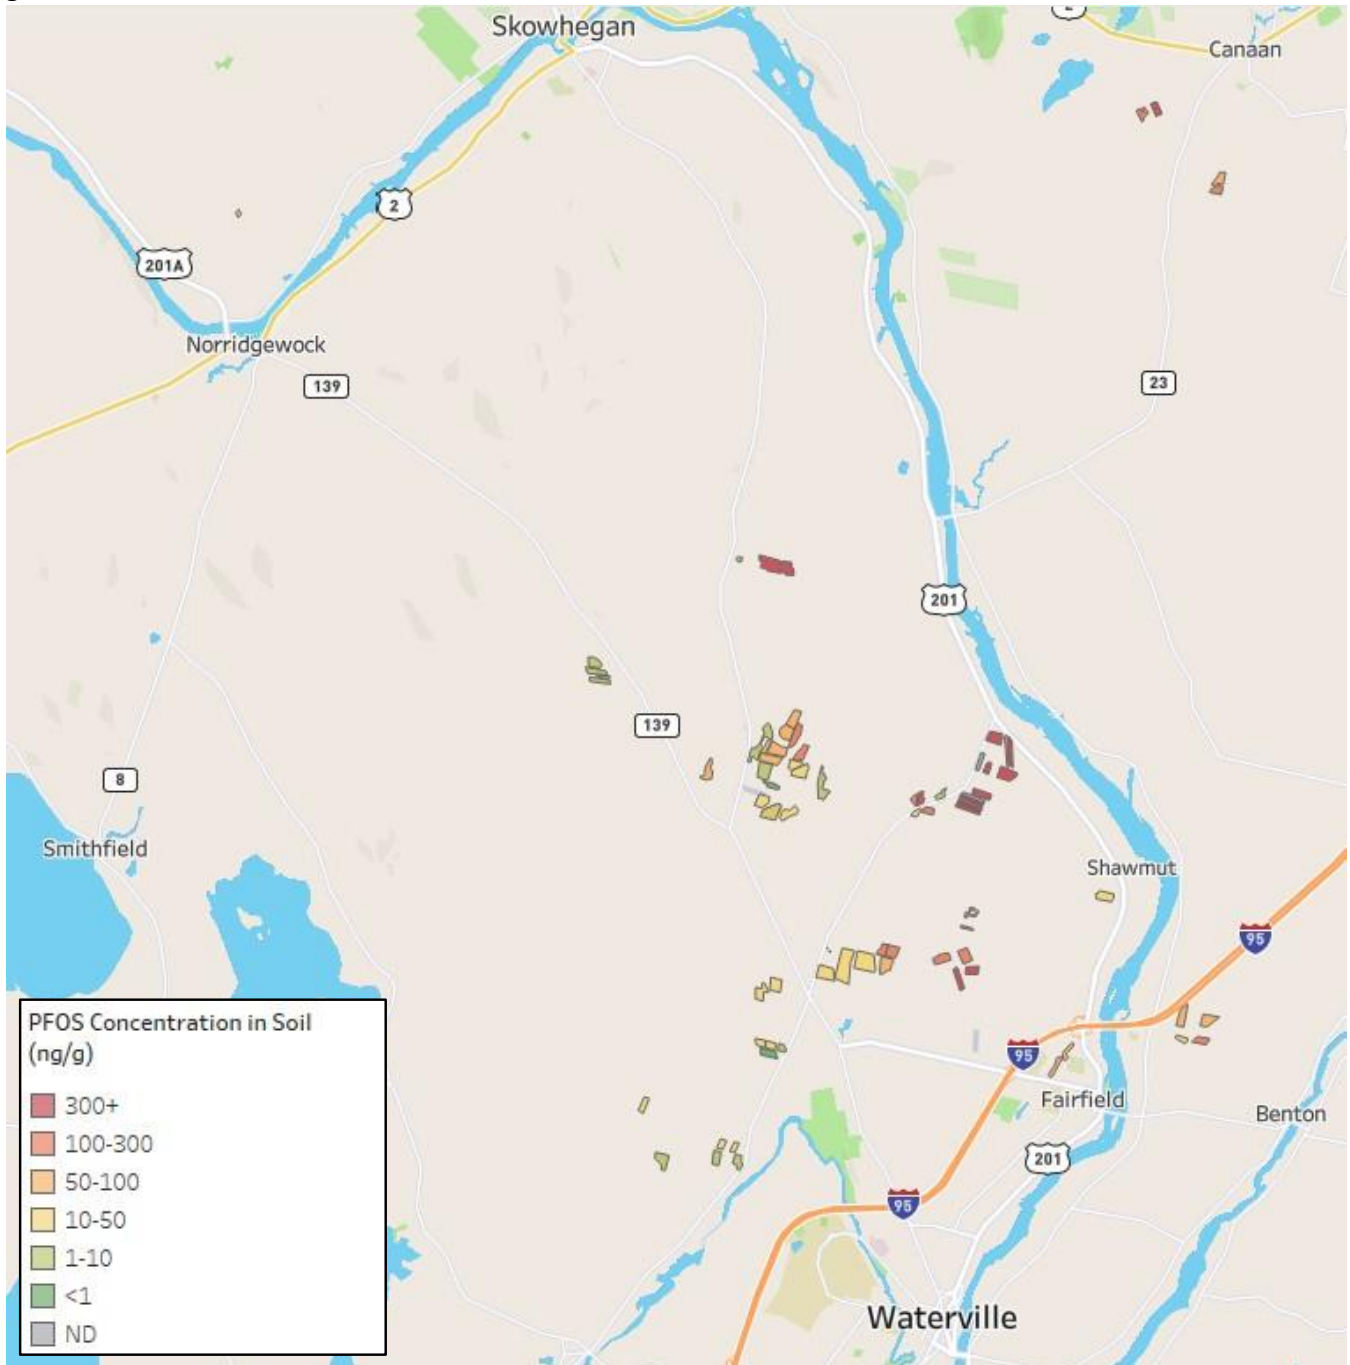 2
Skowhegan
Canaan
2
201A
Norridgewock
139
23
201
139
8
Smithfield
Shawmut
95
PFOS Concentration in Soil
(ng/g)
300+
100-300
50-100
10-50
1-10
<1
ND
95
Fairfield
Benton
201
95
Waterville